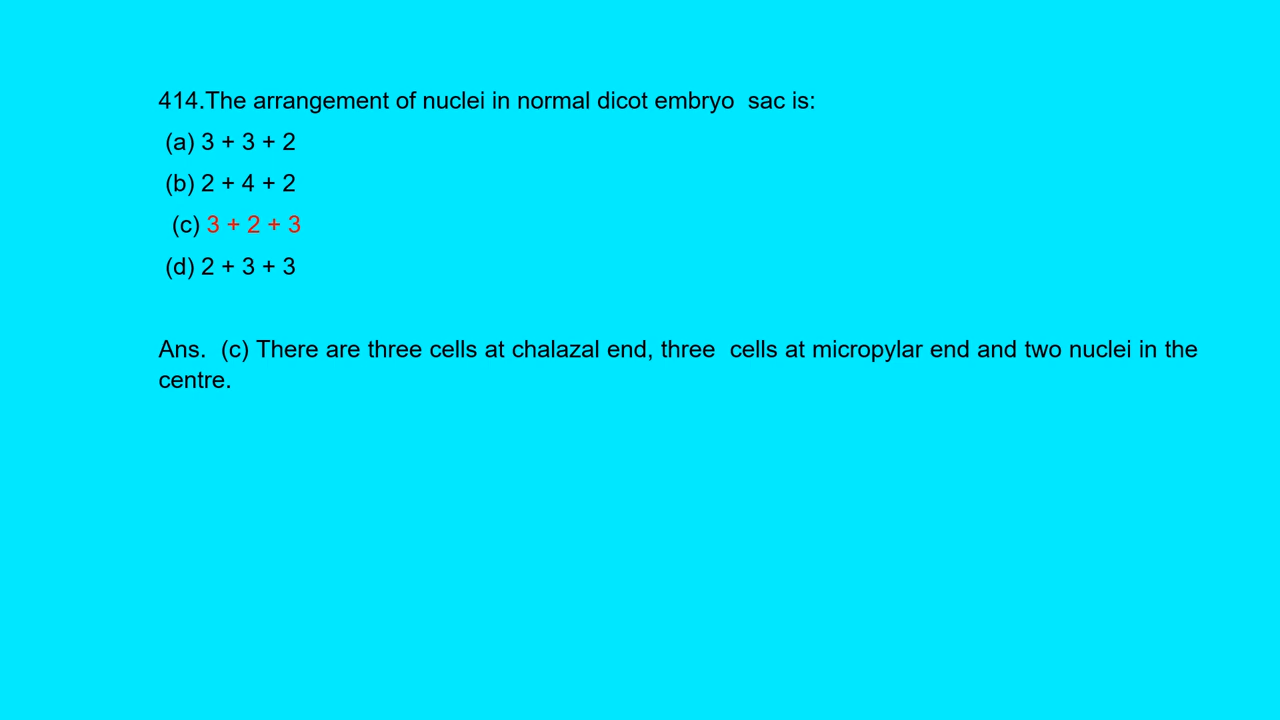 414.The arrangement of nuclei in normal dicot embryo  sac is:
(a) 3 + 3 + 2
(b) 2 + 4 + 2
(c) 3 + 2 + 3
(d) 2 + 3 + 3
Ans.  (c) There are three cells at chalazal end, three  cells at micropylar end and two nuclei in the
centre.